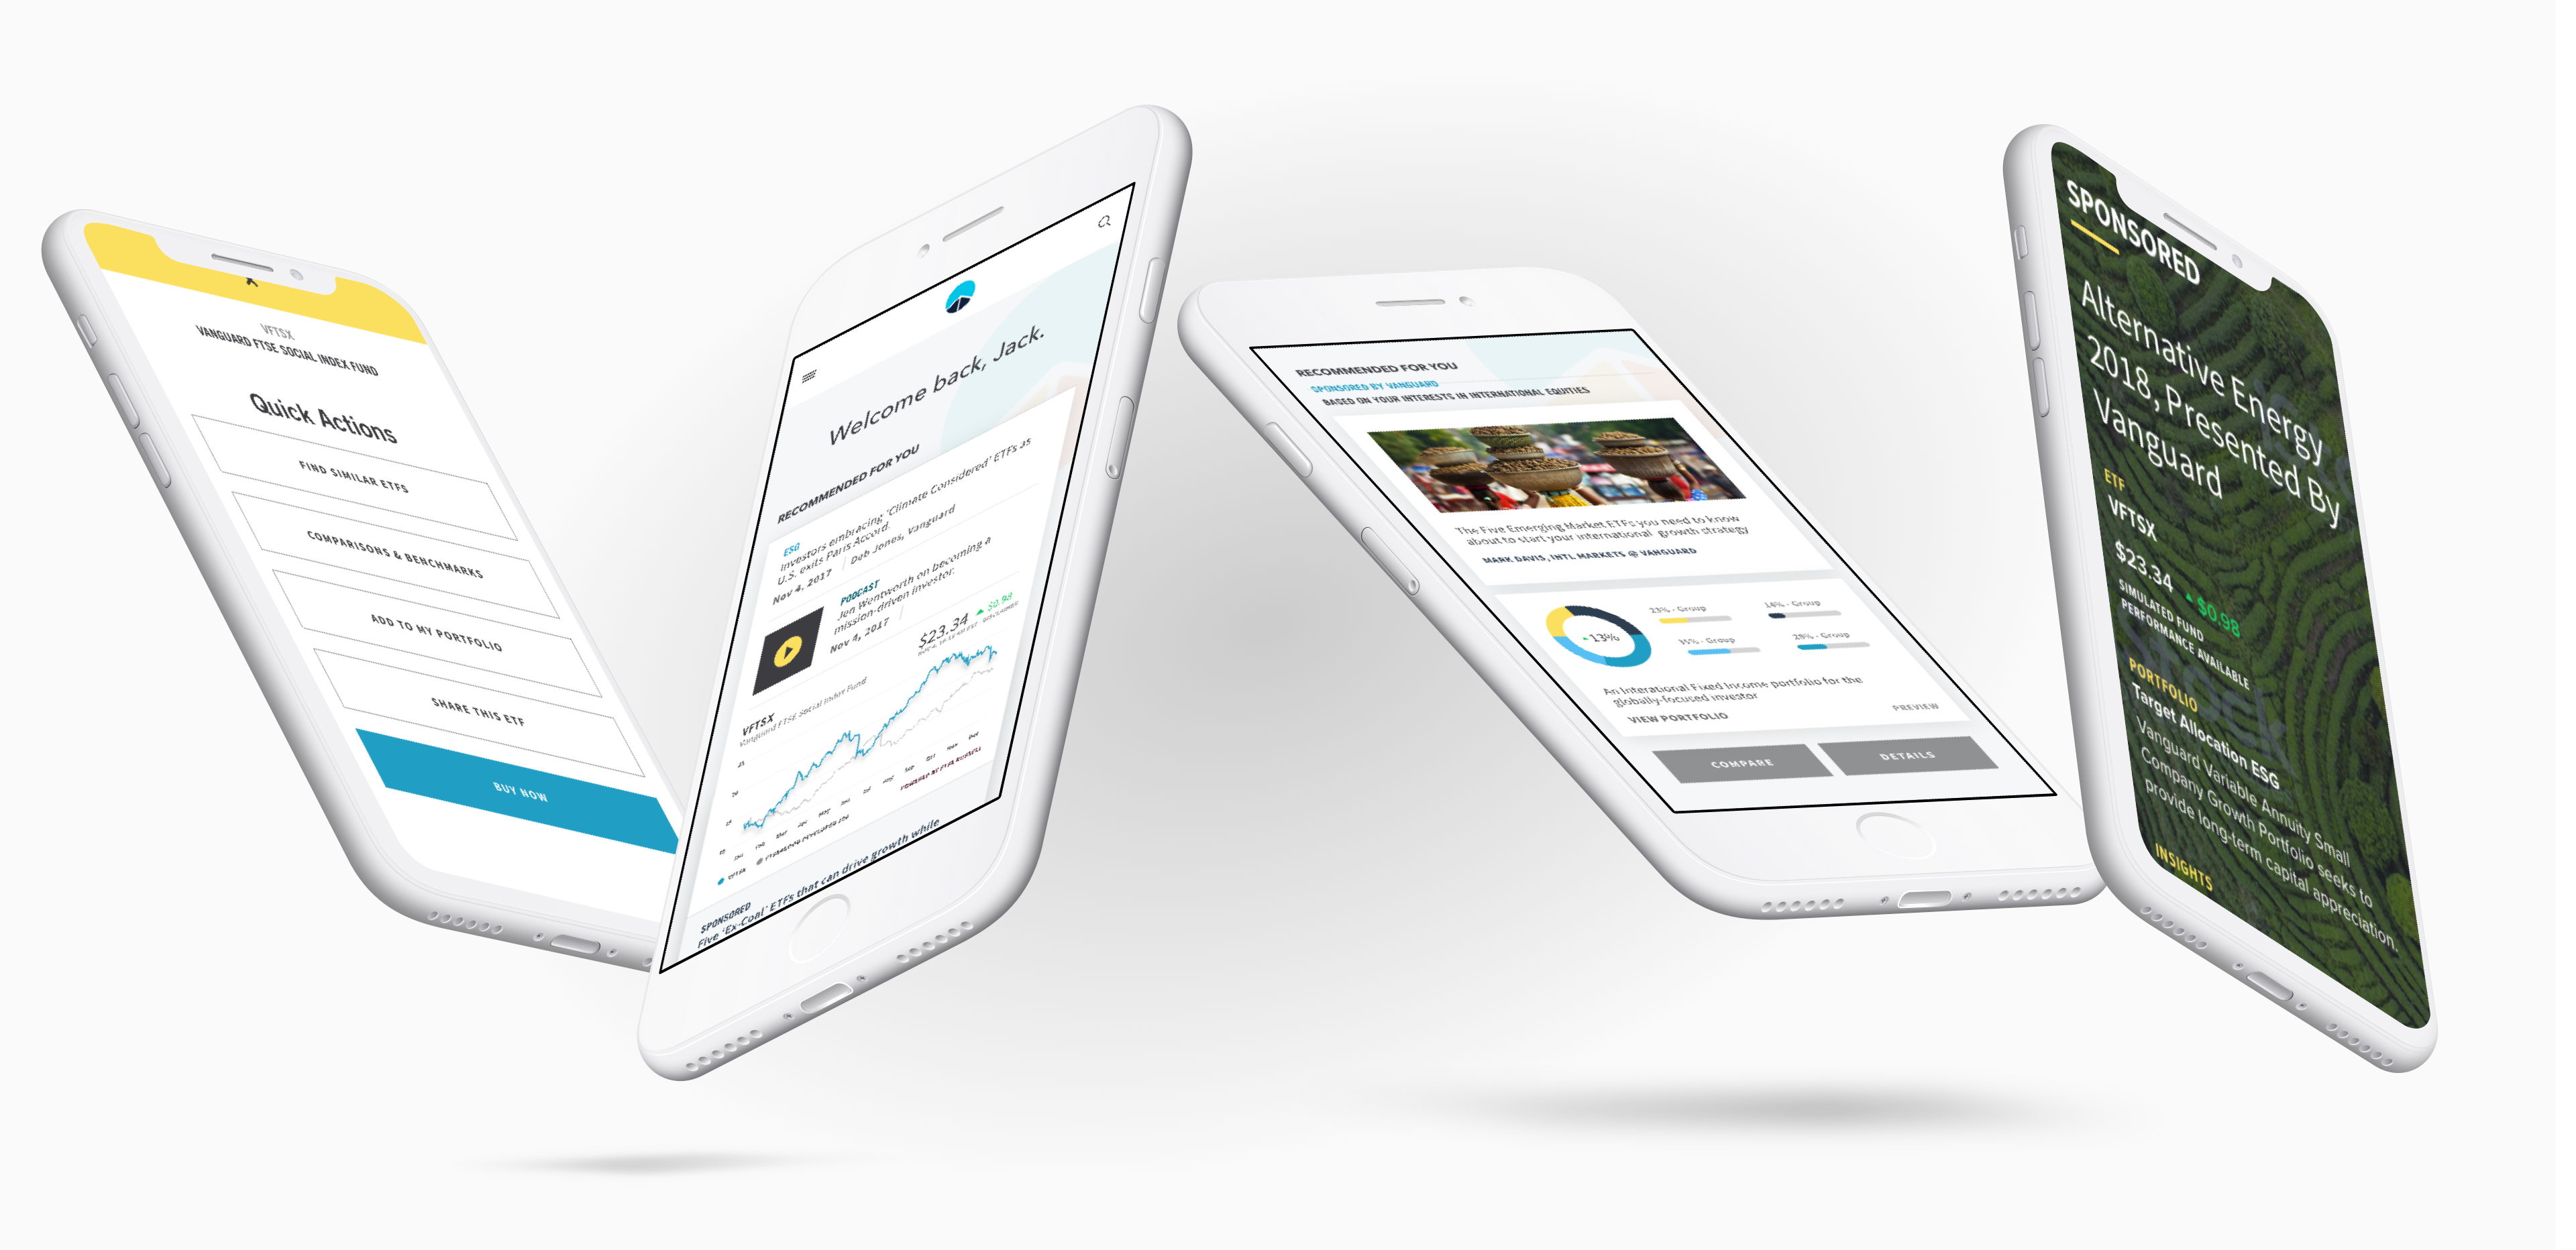 VFTSX
VANGUARD FTSE SOCIAL INDEX FUND
Quick Actions
FIND SIMILAR ETFS
COMPARISONS & BENCHMARKS
ADD TO MY PORTFOLIO
SHARE THIS ETF
BUY NOW
Welcome back, Jack.
RECOMMENDED FOR YOU
ESG
Investors embracing 'Climate Considered' ETFs as
U.S. exits Paris Accord.
Nov 4, 2017 Deb Jones, Vanguard
PODCAST
Jen Wentworth on becoming a
mission-driven investor.
Nov 4, 2017
$23.34 $0.98
VFTSX
Vanguard FTSE Social Index Fund
VFTSX
SPONSORED
Five 'Ex-Coal' ETFs that can drive growth while
RECOMMENDED FOR YOU
SPONSORED BY VANGUARD
BASED ON YOUR INTERESTS IN INTERNATIONAL EQUITIES
The Five Emerging Market ETFs you need to know
about to start your international growth strategy
MARK DAVIS, INTL MARKETS @ VANGUARD
13%
23% - Group
14% - Group
35% - Group
28% - Group
An Interational Fixed Income portfolio for the
globally-focused investor
VIEW PORTFOLIO
PREVIEW
COMPARE
DETAILS
SPONSORED
Alternative Energy
2018, Presented By
Vanguard
ETF
VFTSX
$23.34 $0.98
SIMULATED FUND
PERFORMANCE AVAILABLE
PORTFOLIO
Target Allocation ESG
Vanguard Variable Annuity Small
Company Growth Portfolio seeks to
provide long-term capital appreciation.
INSIGHTS